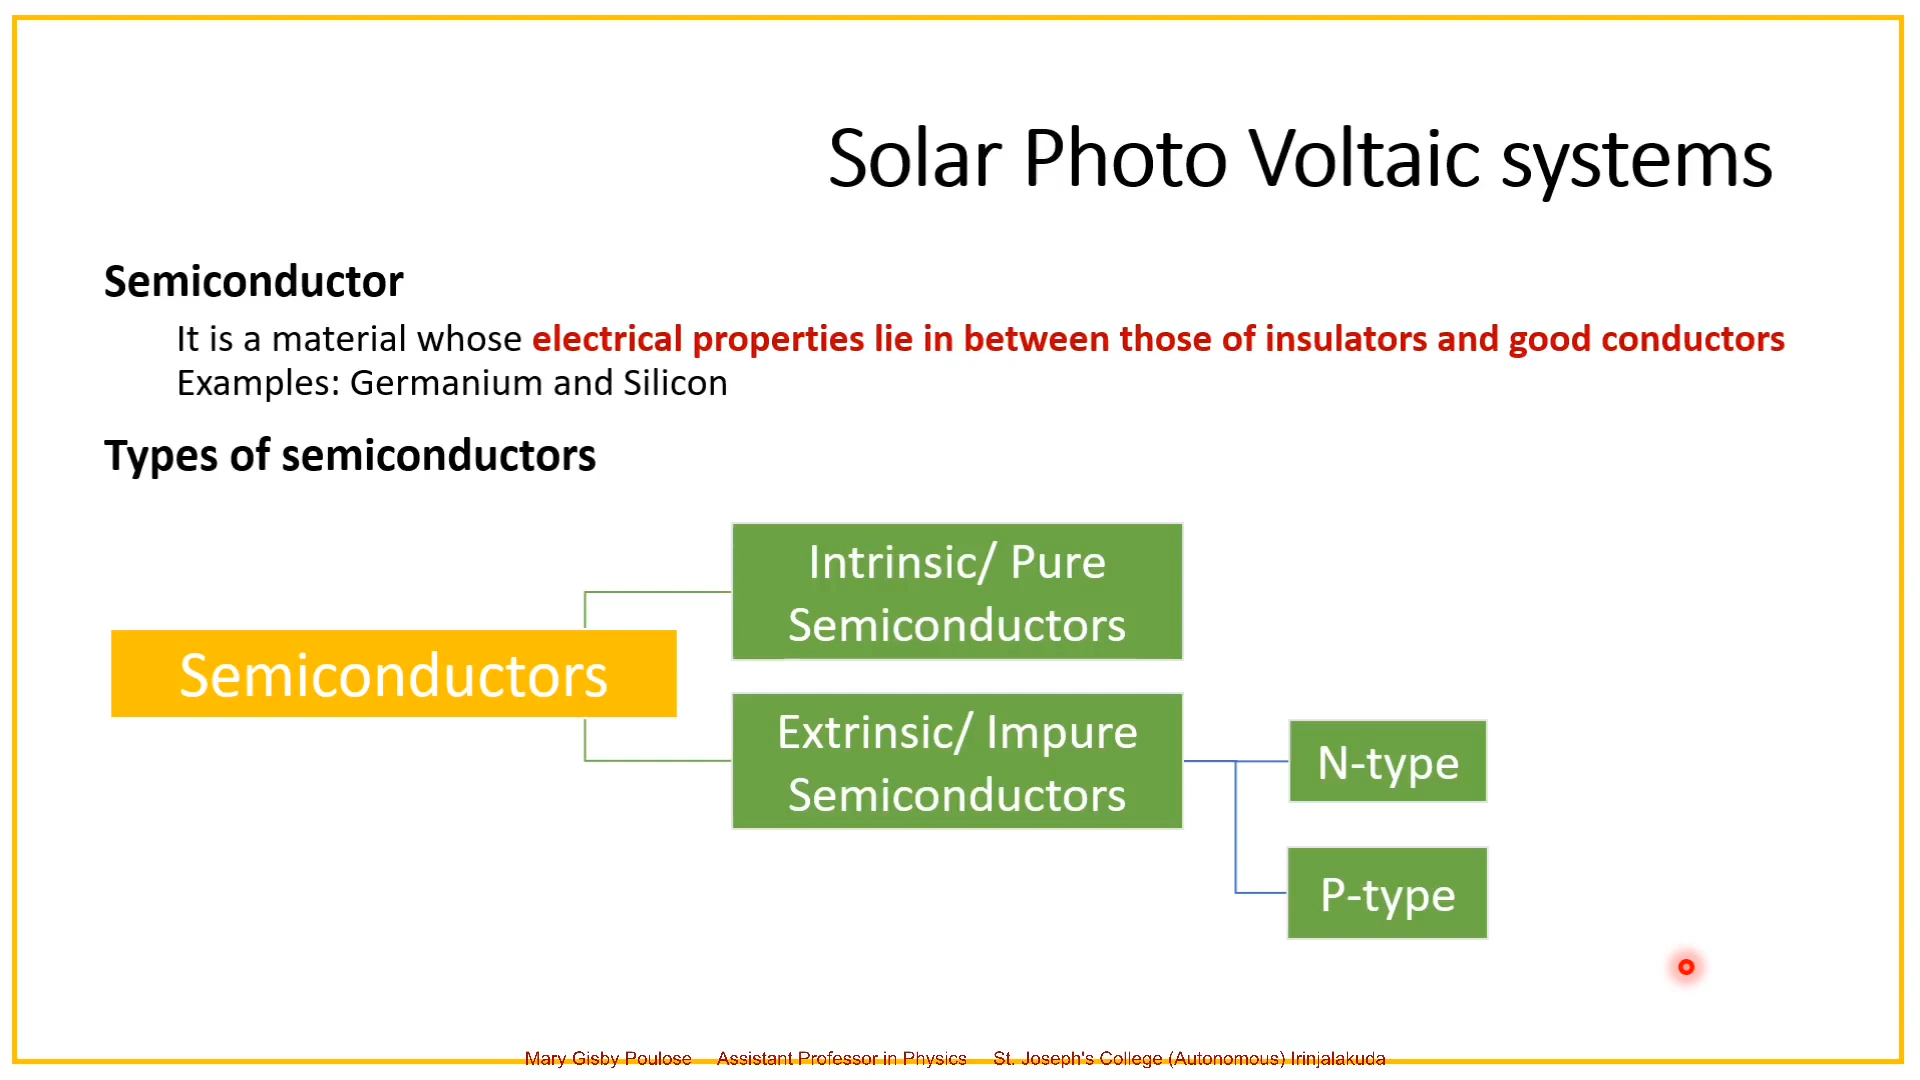 Solar Photo Voltaic systems
Semiconductor
It is a material whose electrical properties lie in between those of insulators and good conductors
Examples: Germanium and Silicon
Types of semiconductors
Semiconductors
Intrinsic/ Pure
Semiconductors
Extrinsic/ Impure
Semiconductors
N-type
P-type
Mary Gisby Poulose Assistant Professor in Physics St. Joseph's College (Autonomous) Irinjalakuda